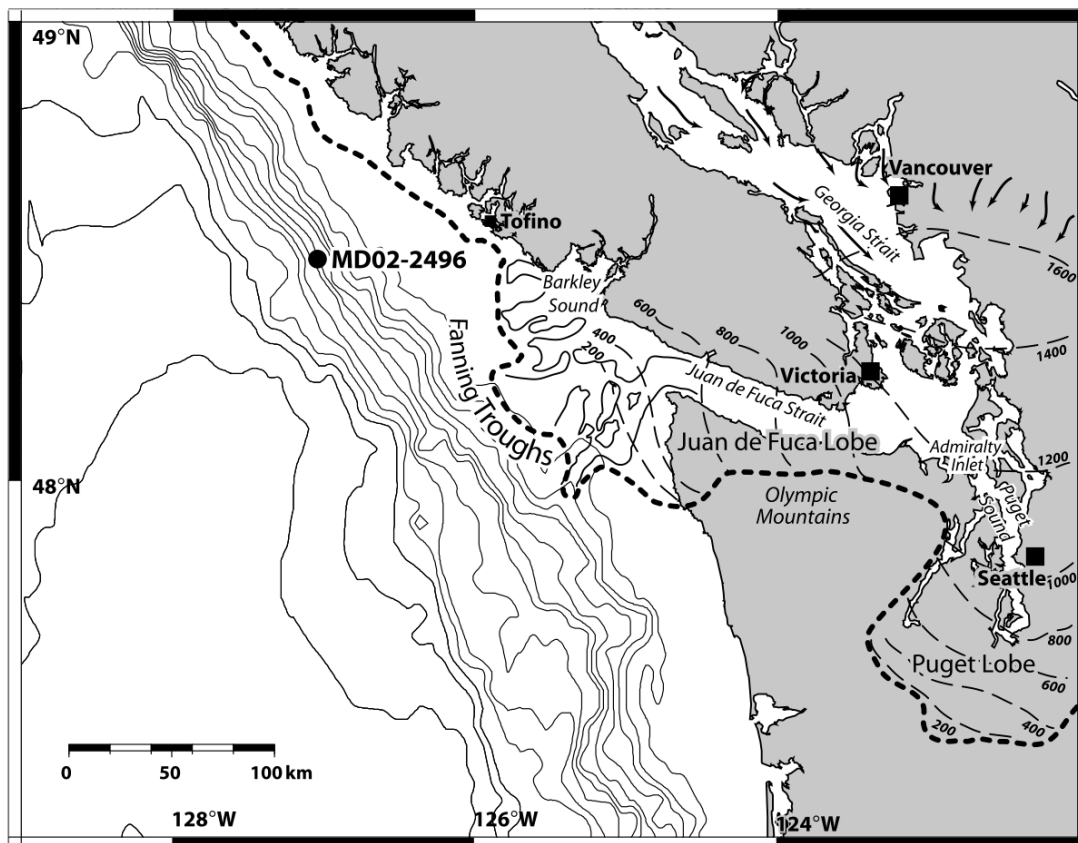 49°N
Vancouver
Georgia Strait
Tofino
MD02-2496
1600
Barkley
Sound
600
800
1000
400
200
1400
Fanning Troughs
Victoria
Juan de Fuca Strait
Juan de Fuca Lobe
Admiralty
Inlet
1200
48°N
Olympic
Mountains
Puget
Sound
Seattle
1000
800
Puget Lobe
600
200
400
0
50
100 km
128°W
126°W
124°W